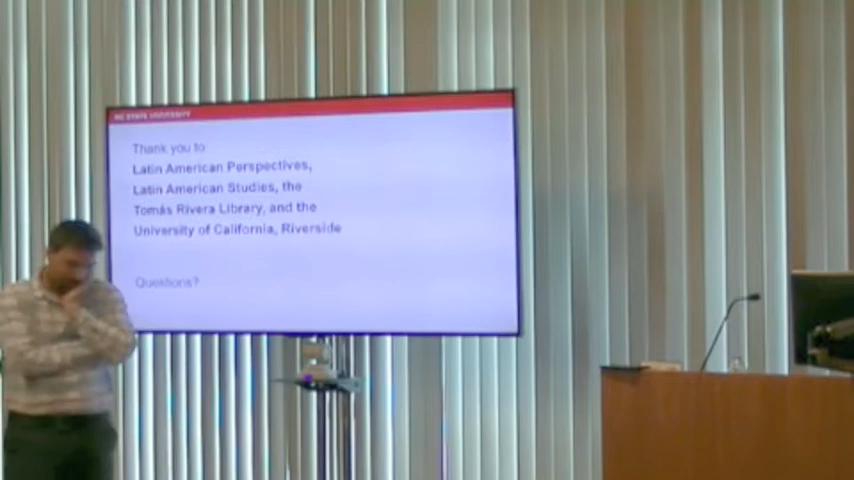 NC STATE UNIVERSITY
Thank you to
Latin American Perspectives,
Latin American Studies, the
Tomás Rivera Library, and the
University of California, Riverside
Questions?